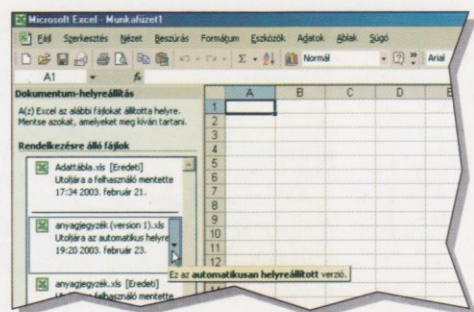 Microsoft Excel - Munkafüzet1
Fájl Szerkesztés Nézet Beszúrás Formátum Eszközök Adatok Ablak Súgó
Normál Arial
A1 fx
Dokumentum-helyreállítás
A(z) Excel az alábbi fájlokat állította helyre.
Mentse azokat, amelyeket meg kíván tartani.
Rendelkezésre álló fájlok
Adattábla.xls [Eredeti]
Utoljára a felhasználó mentette
17:34 2003. február 21.
anyagjegyzék (version 1).xls
Utoljára az automatikus helyre
19:20 2003. február 23.
Ez az automatikusan helyreállított verzió.
anyagjegyzék.xls [Eredeti]
Utoljára a felhasználó mentette
A B C D E
1
2
3
4
5
6
7
8
9
10
11
12